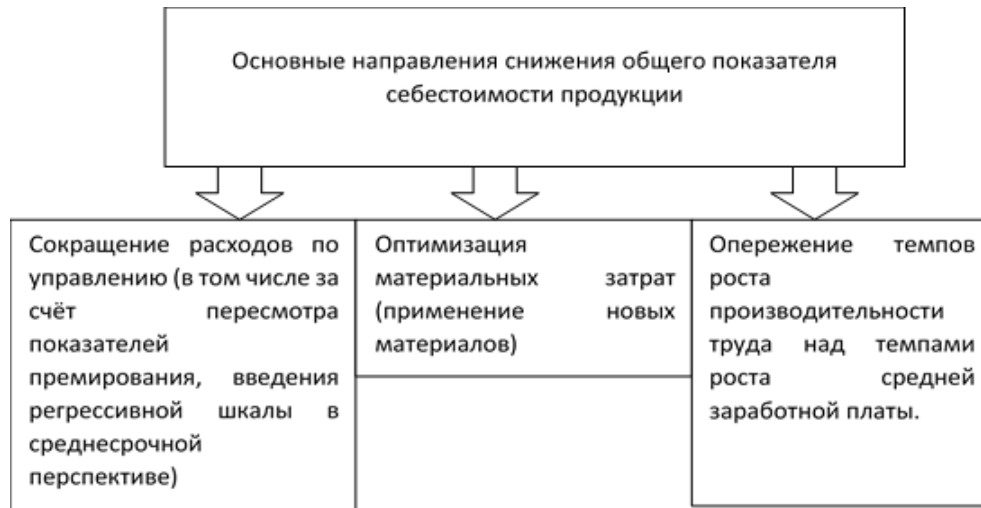 Основные направления снижения общего показателя
себестоимости продукции
Сокращение расходов по
управлению (в том числе за
счёт пересмотра
показателей
премирования, введения
регрессивной шкалы в
среднесрочной
перспективе)
Оптимизация
материальных затрат
(применение новых
материалов)
Опережение темпов
роста
производительности
труда над темпами
роста средней
заработной платы.